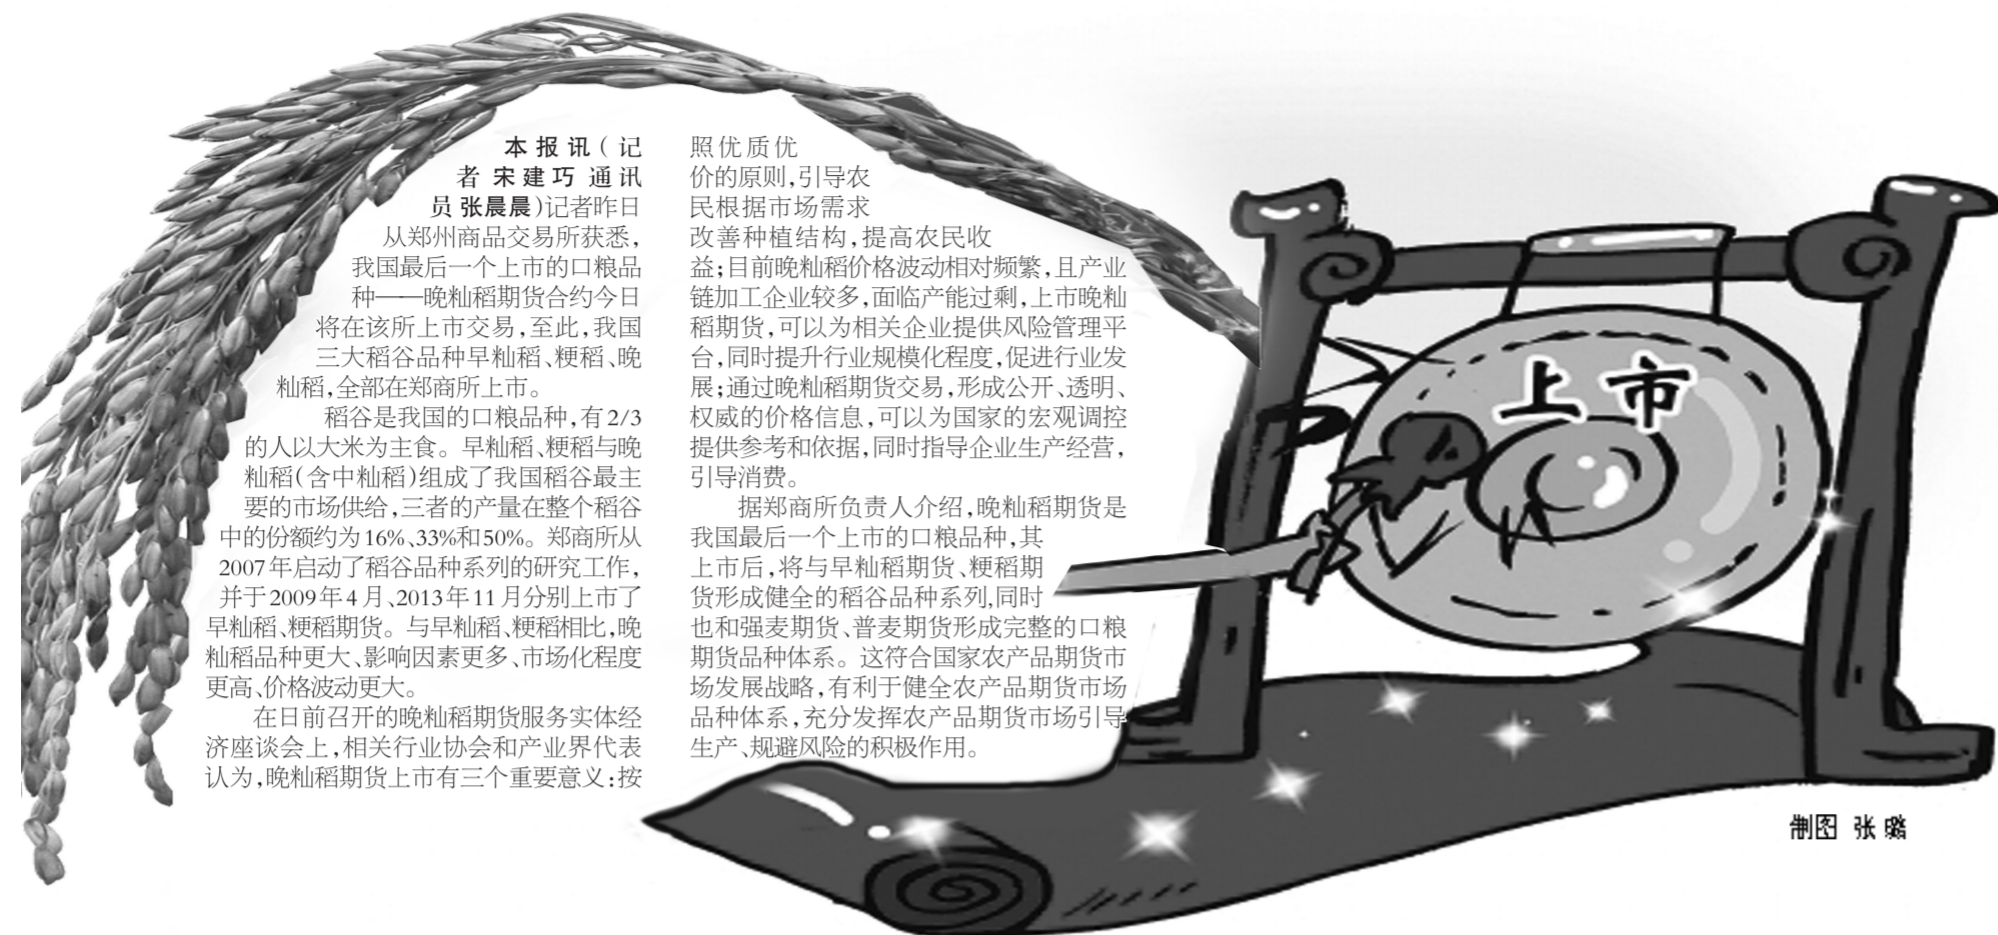 本报讯(记
者 宋建巧 通讯
员 张晨晨)记者昨日
从郑州商品交易所获悉,
我国最后一个上市的口粮品
种——晚籼稻期货合约今日
将在该所上市交易,至此,我国
三大稻谷品种早籼稻、粳稻、晚
籼稻,全部在郑商所上市。
稻谷是我国的口粮品种,有2/3
的人以大米为主食。早籼稻、粳稻与晚
籼稻(含中籼稻)组成了我国稻谷最主
要的市场供给,三者的产量在整个稻谷
中的份额约为16%、33%和50%。郑商所从
2007年启动了稻谷品种系列的研究工作,
并于2009年4月、2013年11月分别上市了
早籼稻、粳稻期货。与早籼稻、粳稻相比,晚
籼稻品种更大、影响因素更多、市场化程度
更高、价格波动更大。
在日前召开的晚籼稻期货服务实体经
济座谈会上,相关行业协会和产业界代表
认为,晚籼稻期货上市有三个重要意义:按
照优质优
价的原则,引导农
民根据市场需求
改善种植结构,提高农民收
益;目前晚籼稻价格波动相对频繁,且产业
链加工企业较多,面临产能过剩,上市晚籼
稻期货,可以为相关企业提供风险管理平
台,同时提升行业规模化程度,促进行业发
展;通过晚籼稻期货交易,形成公开、透明、
权威的价格信息,可以为国家的宏观调控
提供参考和依据,同时指导企业生产经营,
引导消费。
据郑商所负责人介绍,晚籼稻期货是
我国最后一个上市的口粮品种,其
上市后,将与早籼稻期货、粳稻期
货形成健全的稻谷品种系列,同时
也和强麦期货、普麦期货形成完整的口粮
期货品种体系。这符合国家农产品期货市
场发展战略,有利于健全农产品期货市场
品种体系,充分发挥农产品期货市场引导
生产、规避风险的积极作用。
上市
制图 张璐